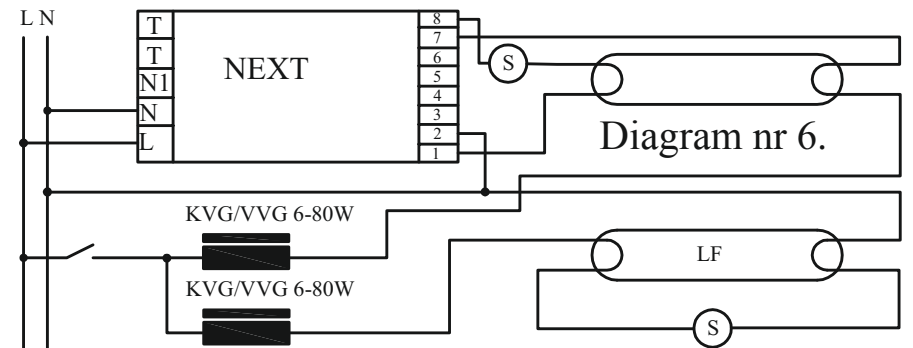 L N
T
T
N1
N
L
NEXT
8
7
6
5
4
3
2
1
S
Diagram nr 6.
KVG/VVG 6-80W
KVG/VVG 6-80W
LF
S